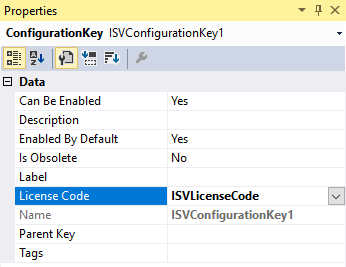 Properties
ConfigurationKey ISVConfigurationKey1
Data
Can Be Enabled Yes
Description
Enabled By Default Yes
Is Obsolete No
Label
License Code ISVLicenseCode
Name ISVConfigurationKey1
Parent Key
Tags